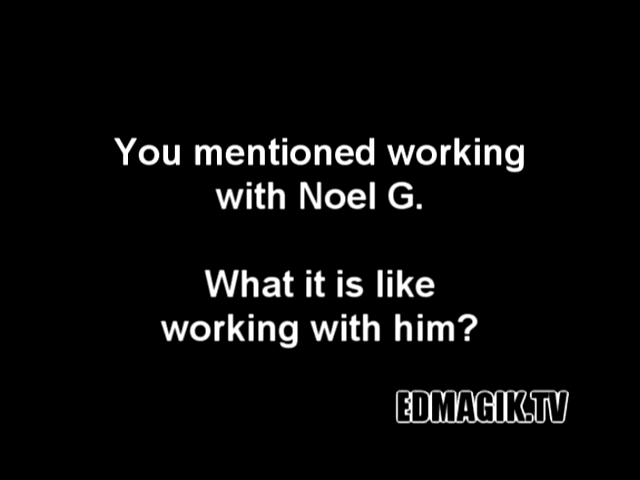 You mentioned working
with Noel G.
What it is like
working with him?
EDMAGIK.TV